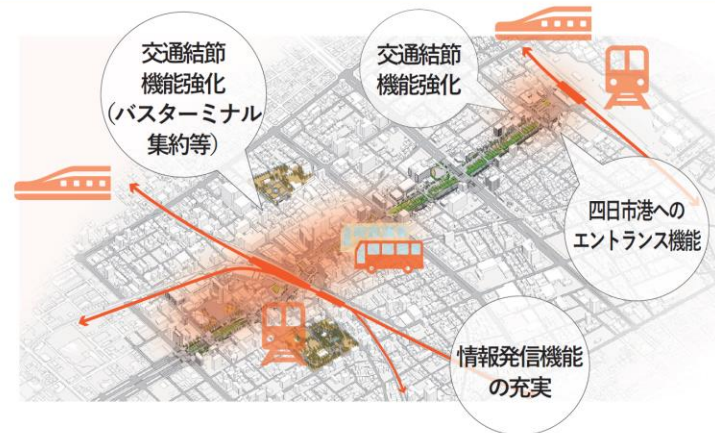 交通結節
機能強化
(バスターミナル
集約等)
交通結節
機能強化
四日市港への
エントランス機能
情報発信機能
の充実